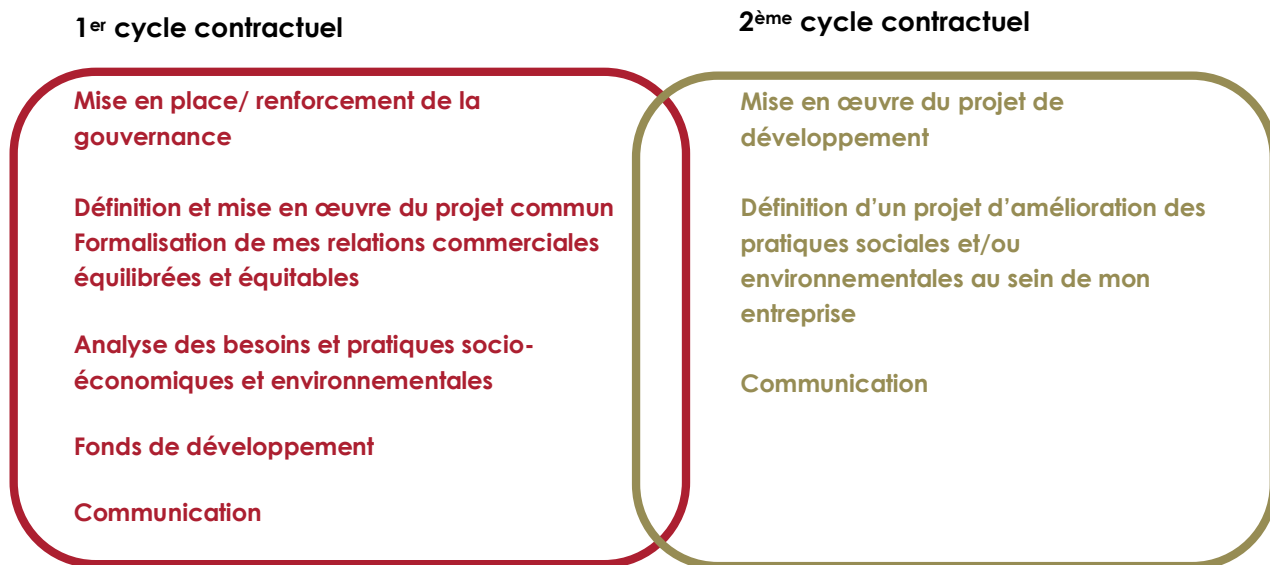 1er cycle contractuel
Mise en place/ renforcement de la
gouvernance
Définition et mise en œuvre du projet commun
Formalisation de mes relations commerciales
équilibrées et équitables
Analyse des besoins et pratiques socio-
économiques et environnementales
Fonds de développement
Communication
2ème cycle contractuel
Mise en œuvre du projet de
développement
Définition d’un projet d’amélioration des
pratiques sociales et/ou
environnementales au sein de mon
entreprise
Communication